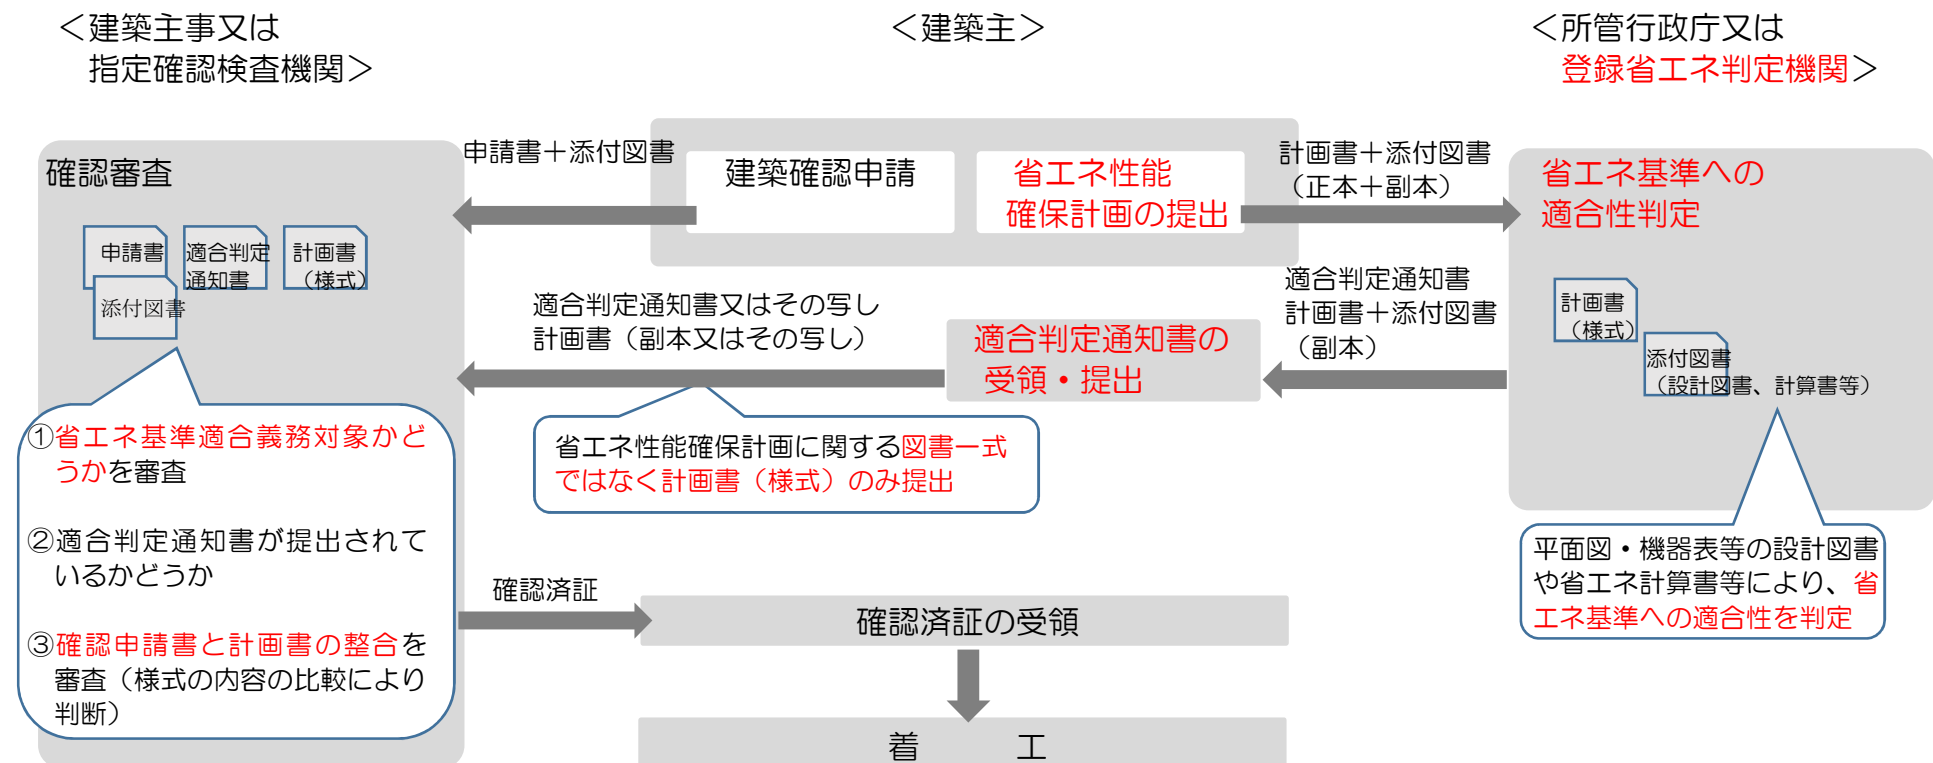 ＜建築主事又は
指定確認検査機関＞
＜建築主＞
＜所管行政庁又は
登録省エネ判定機関＞
確認審査
申請書＋添付図書
建築確認申請
省エネ性能
確保計画の提出
計画書＋添付図書
（正本＋副本）
省エネ基準への
適合性判定
申請書
添付図書
適合判定
通知書
計画書
（様式）
適合判定通知書又はその写し
計画書（副本又はその写し）
適合判定通知書の
受領・提出
適合判定通知書
計画書＋添付図書
（副本）
計画書
（様式）
添付図書
（設計図書、計算書等）
①省エネ基準適合義務対象かど
うかを審査
②適合判定通知書が提出されて
いるかどうか
③確認申請書と計画書の整合を
審査（様式の内容の比較により
判断）
省エネ性能確保計画に関する図書一式
ではなく計画書（様式）のみ提出
平面図・機器表等の設計図書
や省エネ計算書等により、省
エネ基準への適合性を判定
確認済証
確認済証の受領
着　　　工